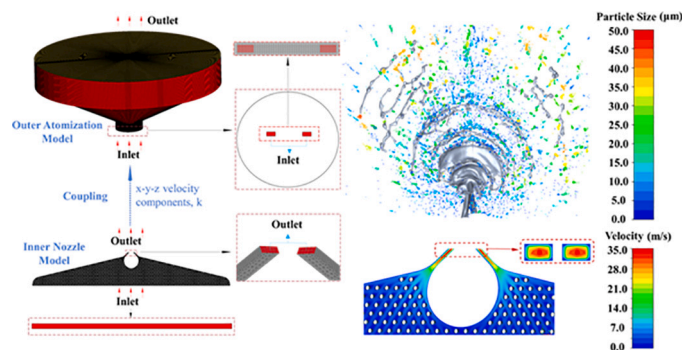 Outlet
Outer Atomization
Model
Inlet
Coupling
x-y-z velocity
components, k
Outlet
Inner Nozzle
Model
Inlet
Inlet
Outlet
Particle Size (μm)
50.0
45.0
40.0
35.0
30.0
25.0
20.0
15.0
10.0
5.0
0.0
Velocity (m/s)
35.0
28.0
21.0
14.0
7.0
0.0